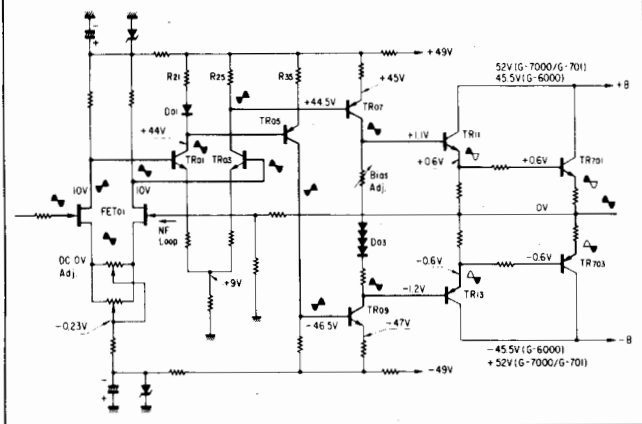 +49V
52V(G-7000/G-701)
45.5V(G-6000)
+B
R21
R25
R35
+45V
+44.5V
TR07
D01
TR05
+44V
+1.1V
TR11
TR01
TR03
+0.6V
+0.6V
TR701
10V
10V
Bias
Adj.
FET01
NF
Loop
0V
DC 0V
Adj.
D03
+9V
-0.6V
-0.6V
TR703
-0.23V
-1.2V
TR13
TR09
-46.5V
-47V
-B
-45.5V(G-6000)
+52V(G-7000/G-701)
-49V